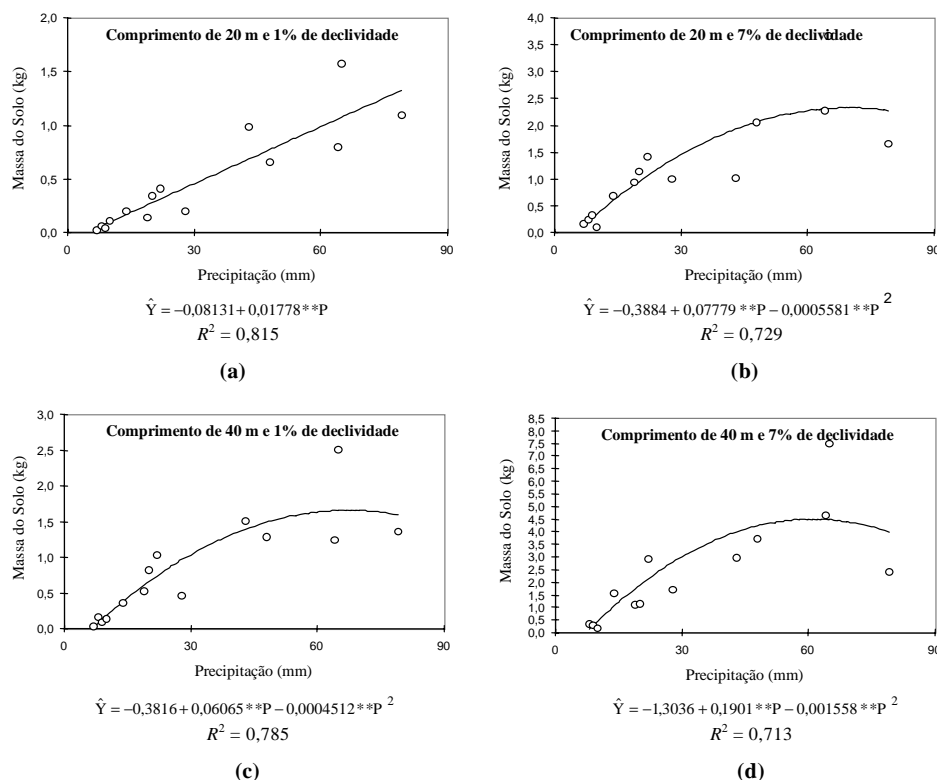 Comprimento de 20 m e 1% de declividade
2,0
1,5
1,0
0,5
0,0
Massa do Solo (kg)
0 30 60 90
Precipitação (mm)
Ŷ = −0,08131 + 0,01778 **P
R² = 0,815
(a)
Comprimento de 20 m e 7% de declividade
4,0
3,5
3,0
2,5
2,0
1,5
1,0
0,5
0,0
Massa do Solo (kg)
0 30 60 90
Precipitação (mm)
Ŷ = −0,3884 + 0,07779 **P − 0,0005581 **P ²
R² = 0,729
(b)
Comprimento de 40 m e 1% de declividade
3,0
2,5
2,0
1,5
1,0
0,5
0,0
Massa do Solo (kg)
0 30 60 90
Precipitação (mm)
Ŷ = −0,3816 + 0,06065 **P − 0,0004512 **P ²
R² = 0,785
(c)
Comprimento de 40 m e 7% de declividade
8,5
8,0
7,5
7,0
6,5
6,0
5,5
5,0
4,5
4,0
3,5
3,0
2,5
2,0
1,5
1,0
0,5
0,0
Massa do Solo (kg)
0 30 60 90
Precipitação (mm)
Ŷ = −1,3036 + 0,1901 **P − 0,001558 **P ²
R² = 0,713
(d)